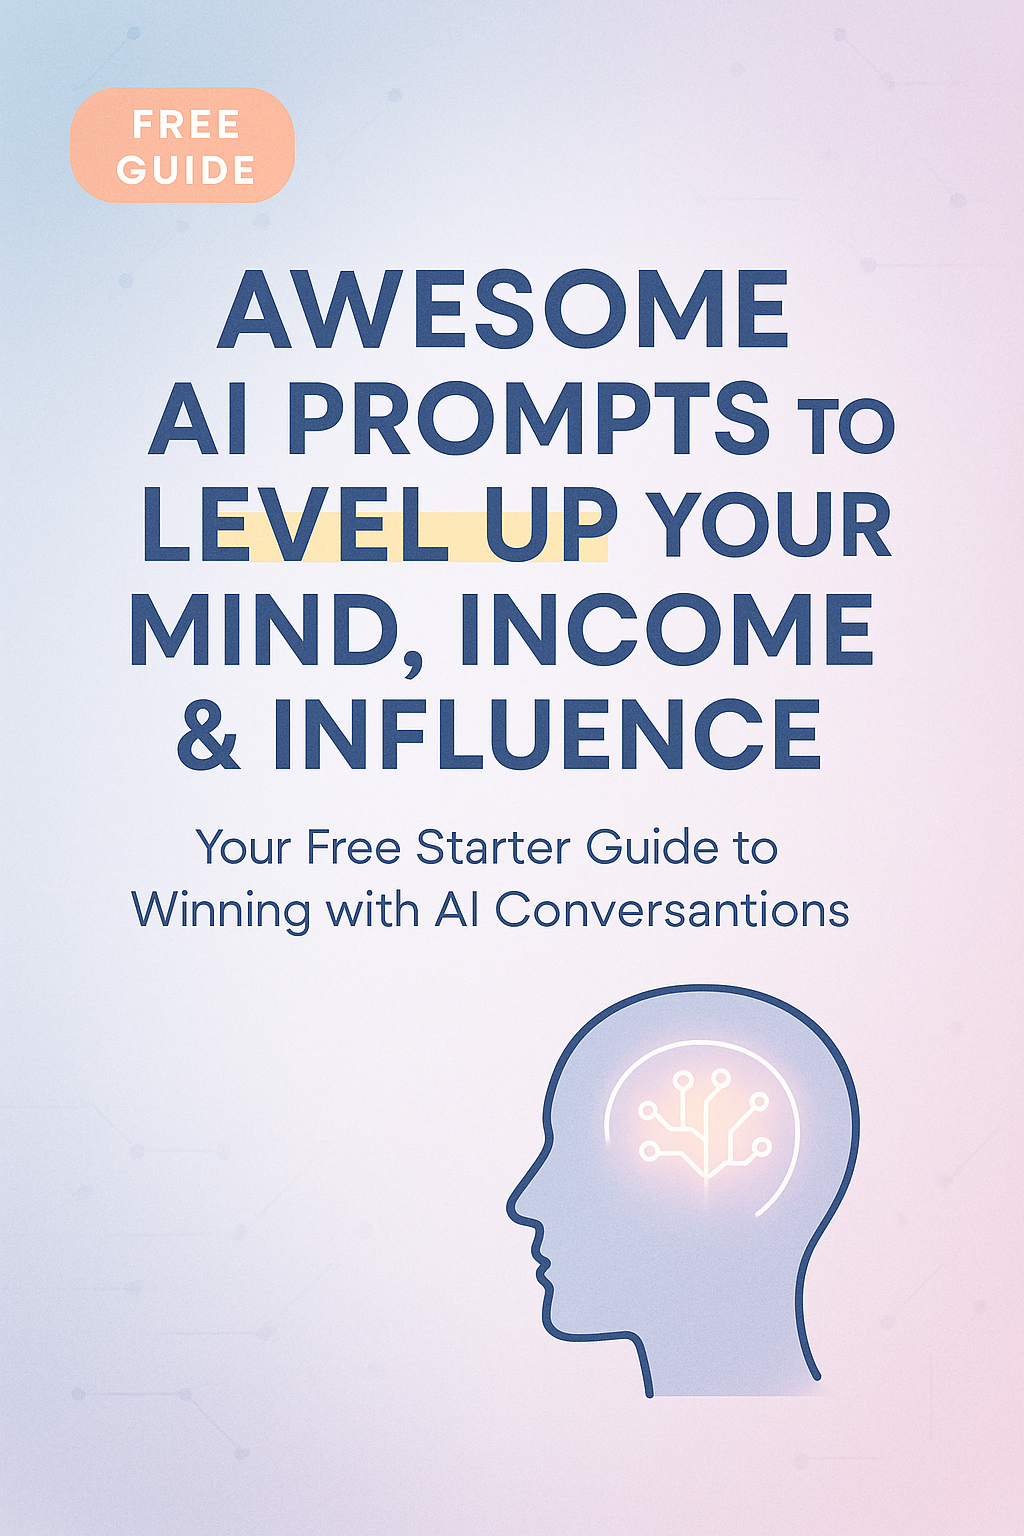 FREE
GUIDE
AWESOME
AI PROMPTS TO
LEVEL UP YOUR
MIND, INCOME
& INFLUENCE
Your Free Starter Guide to
Winning with AI Conversantions